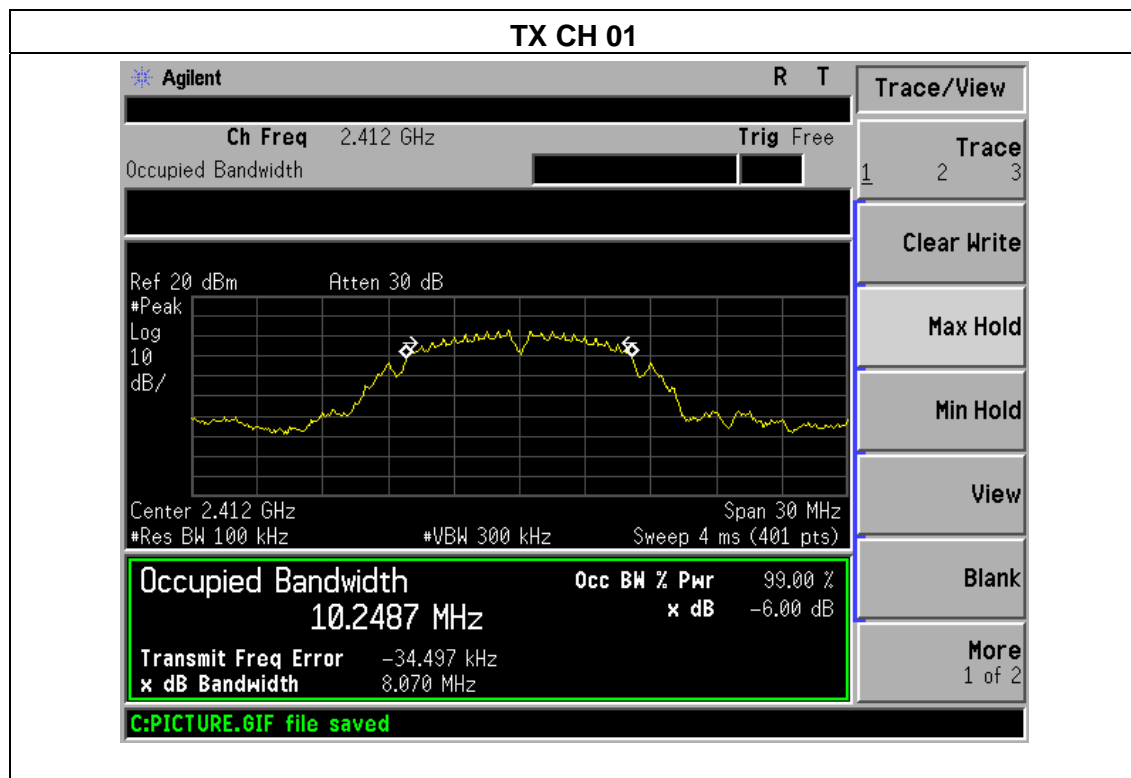 TX CH 01
Agilent R T
Trace/View
Ch Freq 2.412 GHz Trig Free
Occupied Bandwidth
Trace
1 2 3
Clear Write
Ref 20 dBm Atten 30 dB
#Peak
Log
10
dB/
Max Hold
Min Hold
View
Center 2.412 GHz Span 30 MHz
#Res BW 100 kHz #VBW 300 kHz Sweep 4 ms (401 pts)
Occupied Bandwidth Occ BW % Pwr 99.00 %
10.2487 MHz x dB -6.00 dB
Blank
Transmit Freq Error -34.497 kHz
x dB Bandwidth 8.070 MHz
More
1 of 2
C:PICTURE.GIF file saved